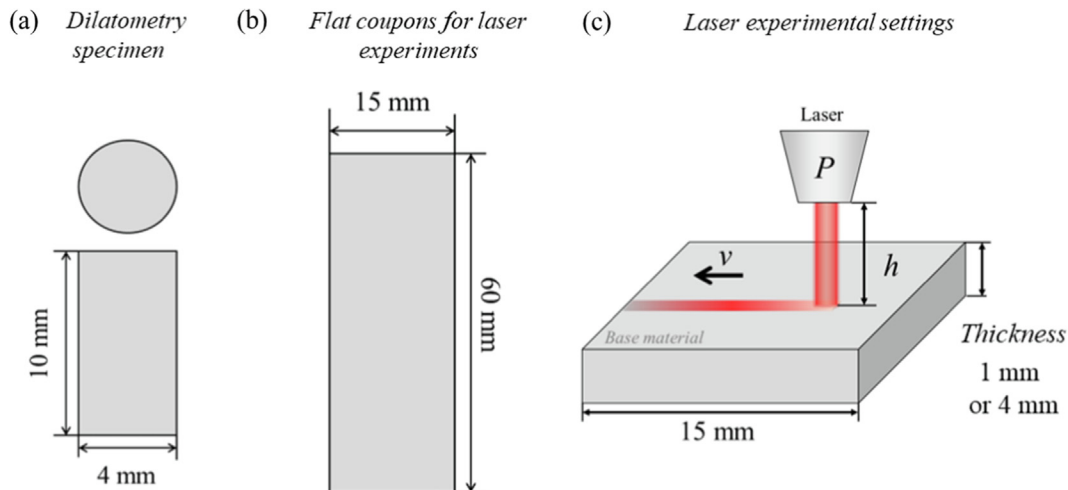 (a)
Dilatometry
specimen
10 mm
4 mm
(b)
Flat coupons for laser
experiments
15 mm
60 mm
(c)
Laser experimental settings
Laser
P
v
h
Base material
Thickness
1 mm
or 4 mm
15 mm